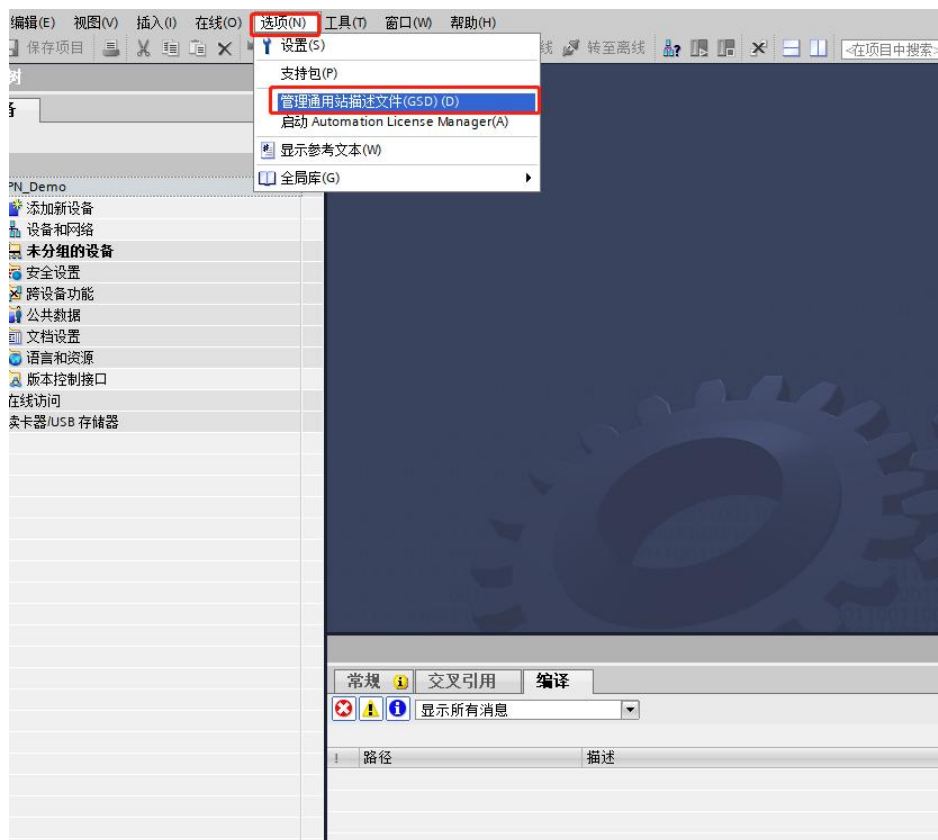 编辑(E) 视图(V) 插入(I) 在线(O) 选项(N) 工具(T) 窗口(W) 帮助(H)
保存项目 转至离线 <在项目中搜索>
设置(S)
支持包(P)
管理通用站描述文件(GSD) (D)
启动 Automation License Manager(A)
显示参考文本(W)
全局库(G)
树
PN_Demo
添加新设备
设备和网络
未分组的设备
安全设置
跨设备功能
公共数据
文档设置
语言和资源
版本控制接口
在线访问
读卡器/USB 存储器
常规 交叉引用 编译
显示所有消息
! 路径 描述